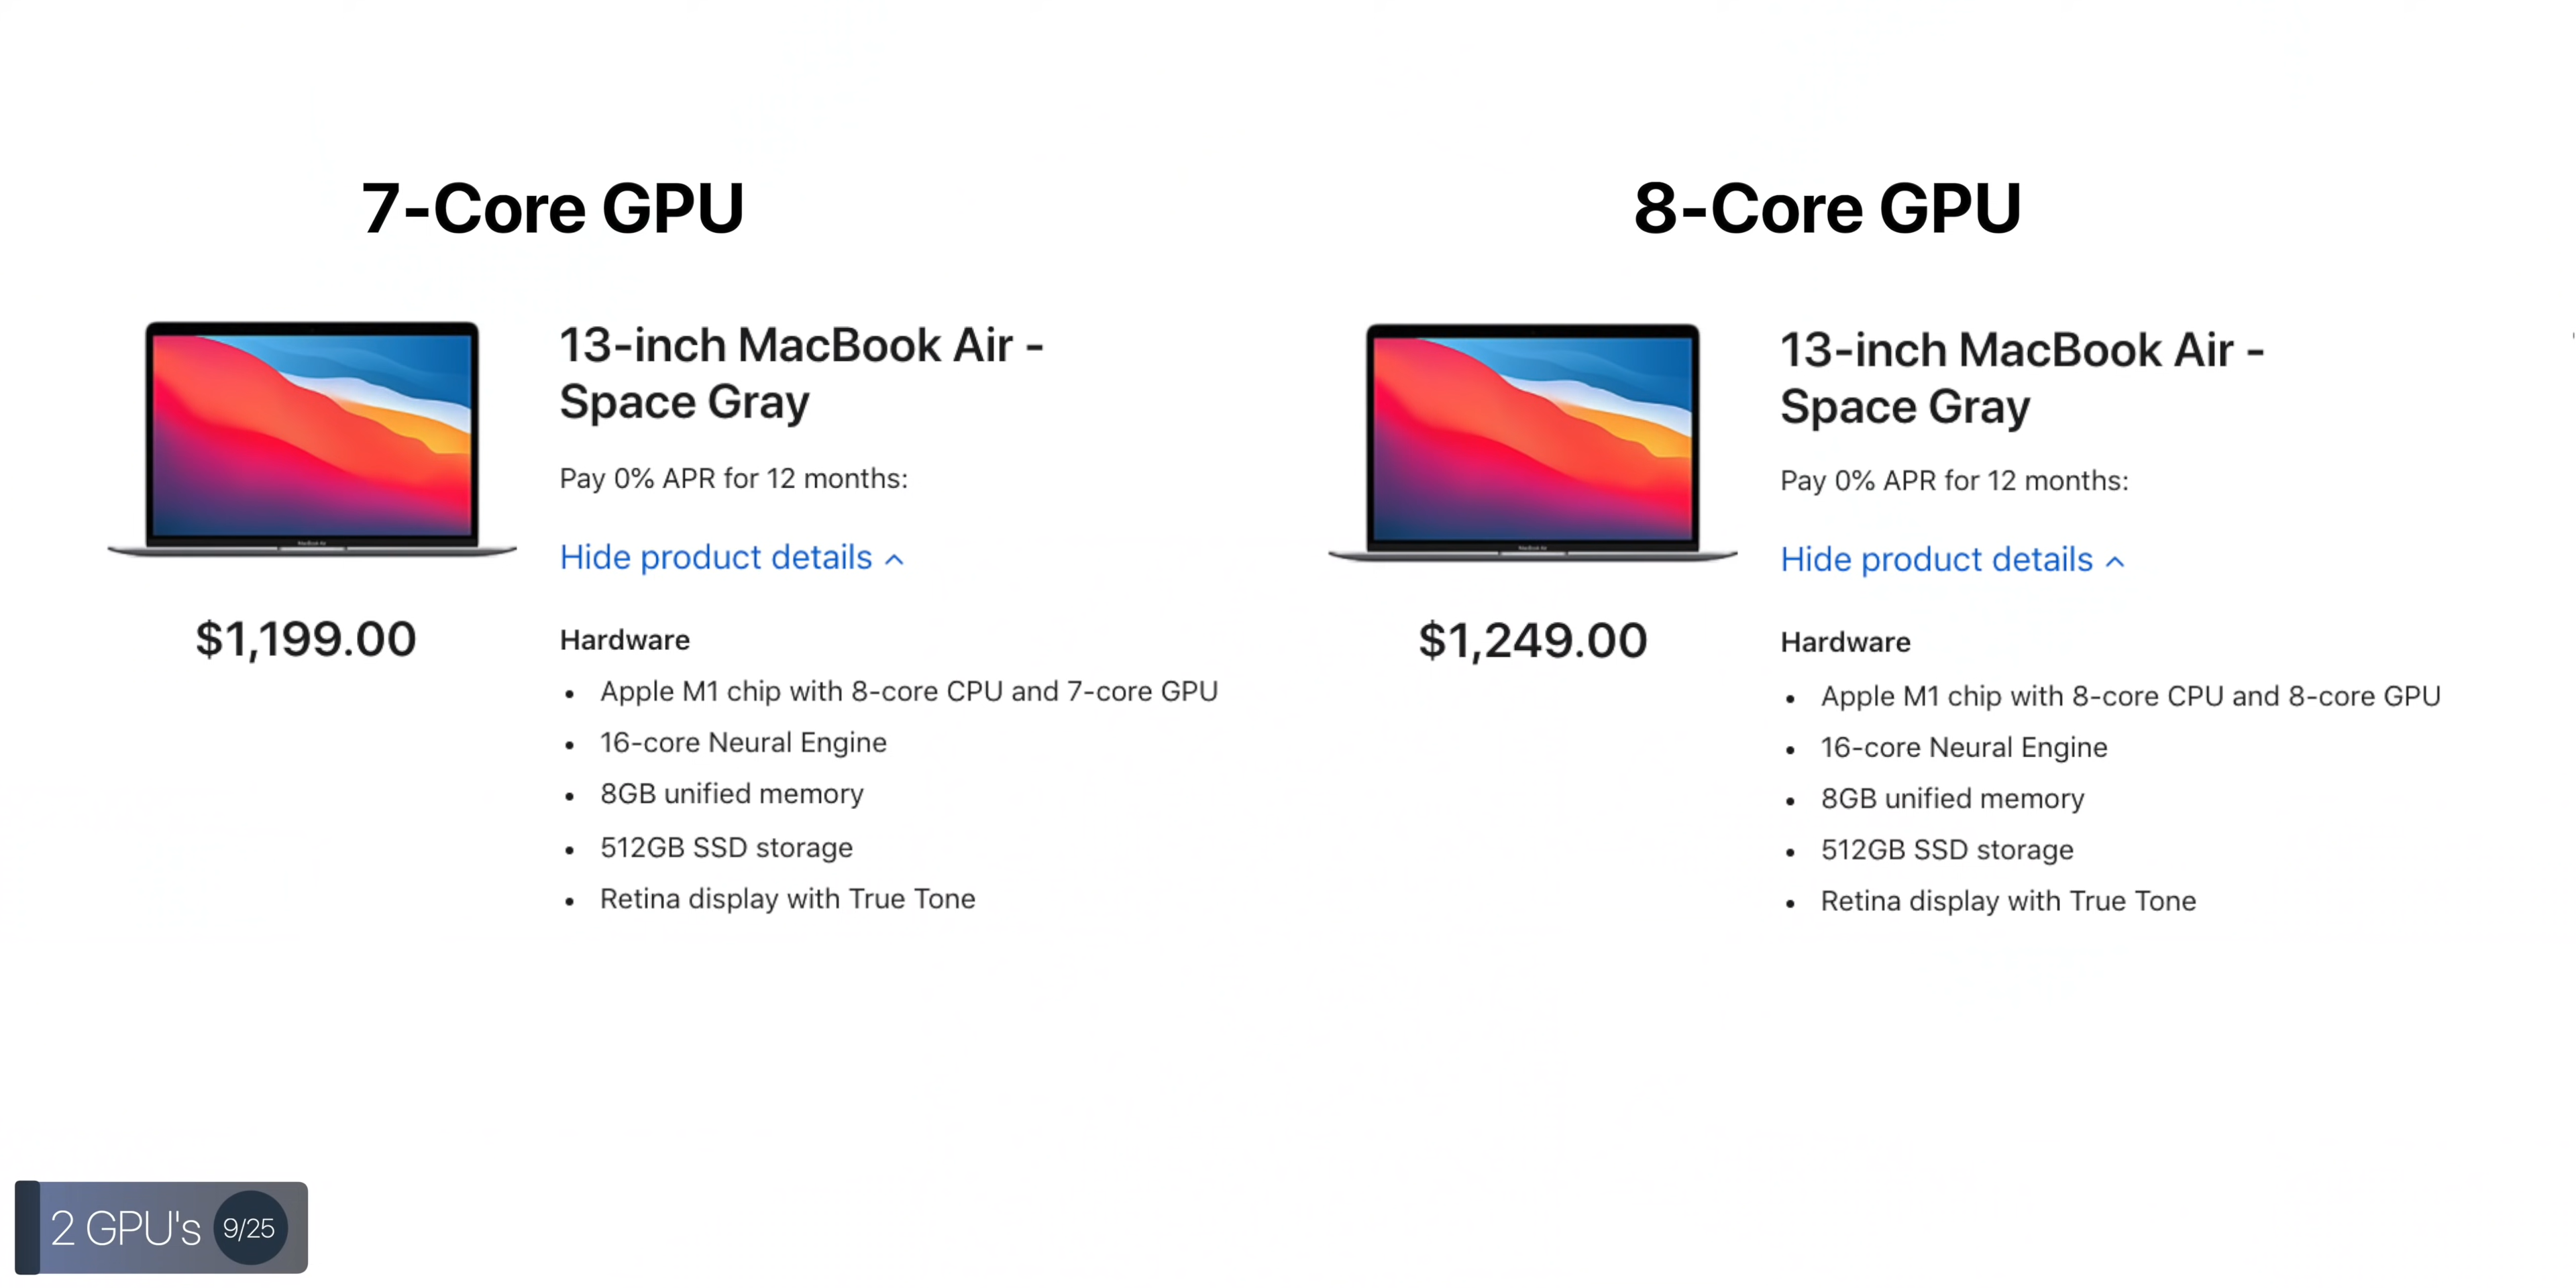 7-Core GPU
13-inch MacBook Air -
Space Gray
Pay 0% APR for 12 months:
Hide product details
$1,199.00
Hardware
• Apple M1 chip with 8-core CPU and 7-core GPU
• 16-core Neural Engine
• 8GB unified memory
• 512GB SSD storage
• Retina display with True Tone
8-Core GPU
13-inch MacBook Air -
Space Gray
Pay 0% APR for 12 months:
Hide product details
$1,249.00
Hardware
• Apple M1 chip with 8-core CPU and 8-core GPU
• 16-core Neural Engine
• 8GB unified memory
• 512GB SSD storage
• Retina display with True Tone
2 GPU's 9/25